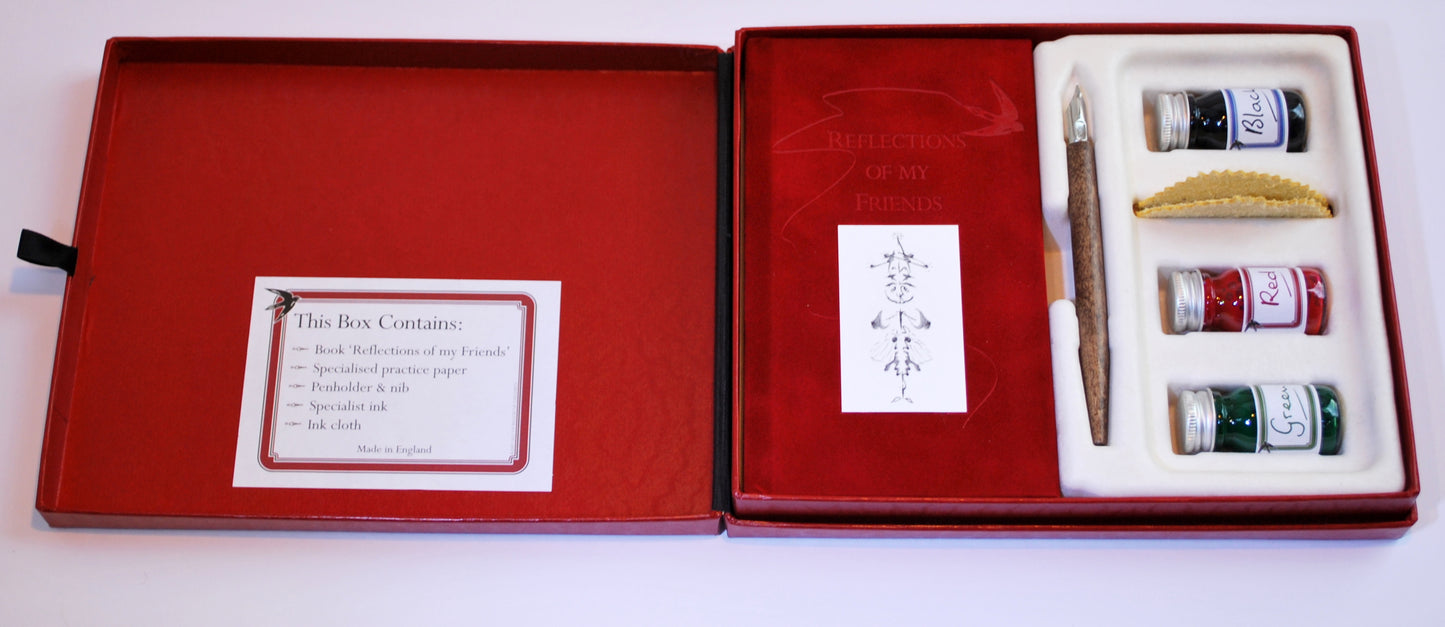 This Box Contains:
Book 'Reflections of my Friends'
Specialised practice paper
Penholder & nib
Specialist ink
Ink cloth
Made in England
REFLECTIONS
OF MY
FRIENDS
Black
Red
Green